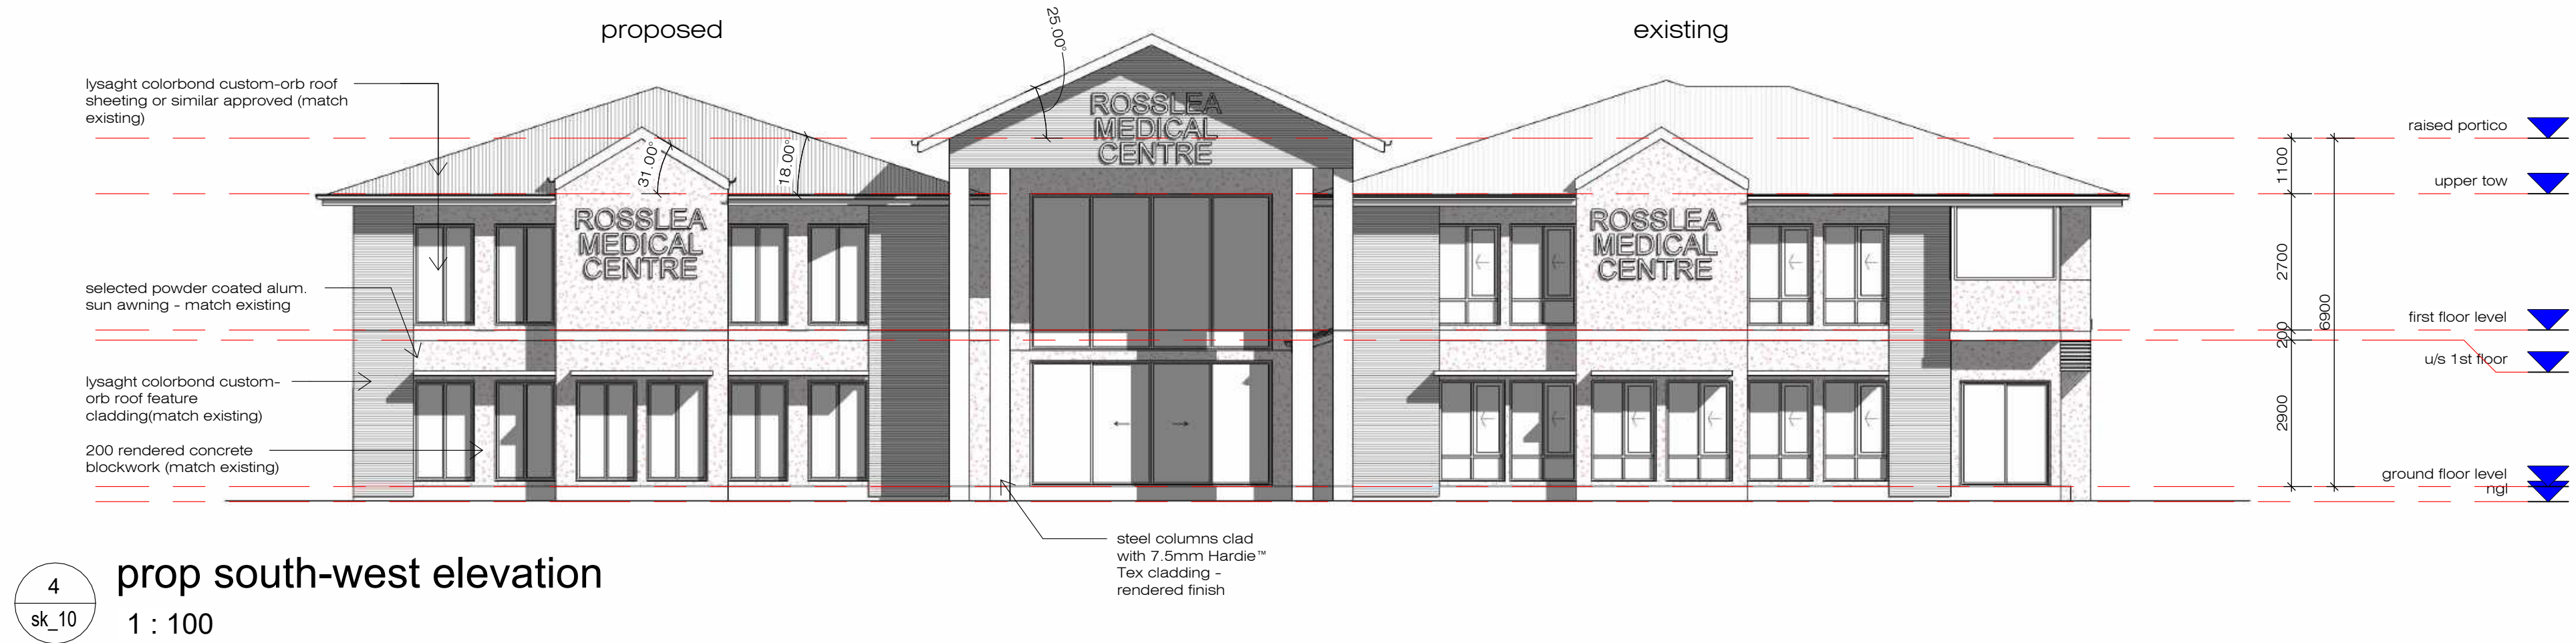 proposed
existing
25.00°
lysaght colorbond custom-orb roof
sheeting or similar approved (match
existing)
ROSSLEA
MEDICAL
CENTRE
31.00°
18.00°
ROSSLEA
MEDICAL
CENTRE
ROSSLEA
MEDICAL
CENTRE
raised portico
1100
upper tow
2700
selected powder coated alum.
sun awning - match existing
6900
first floor level
200
u/s 1st floor
lysaght colorbond custom-
orb roof feature
cladding(match existing)
2900
200 rendered concrete
blockwork (match existing)
ground floor level
ngl
steel columns clad
with 7.5mm Hardie™
Tex cladding -
rendered finish
4
sk_10
prop south-west elevation
1 : 100